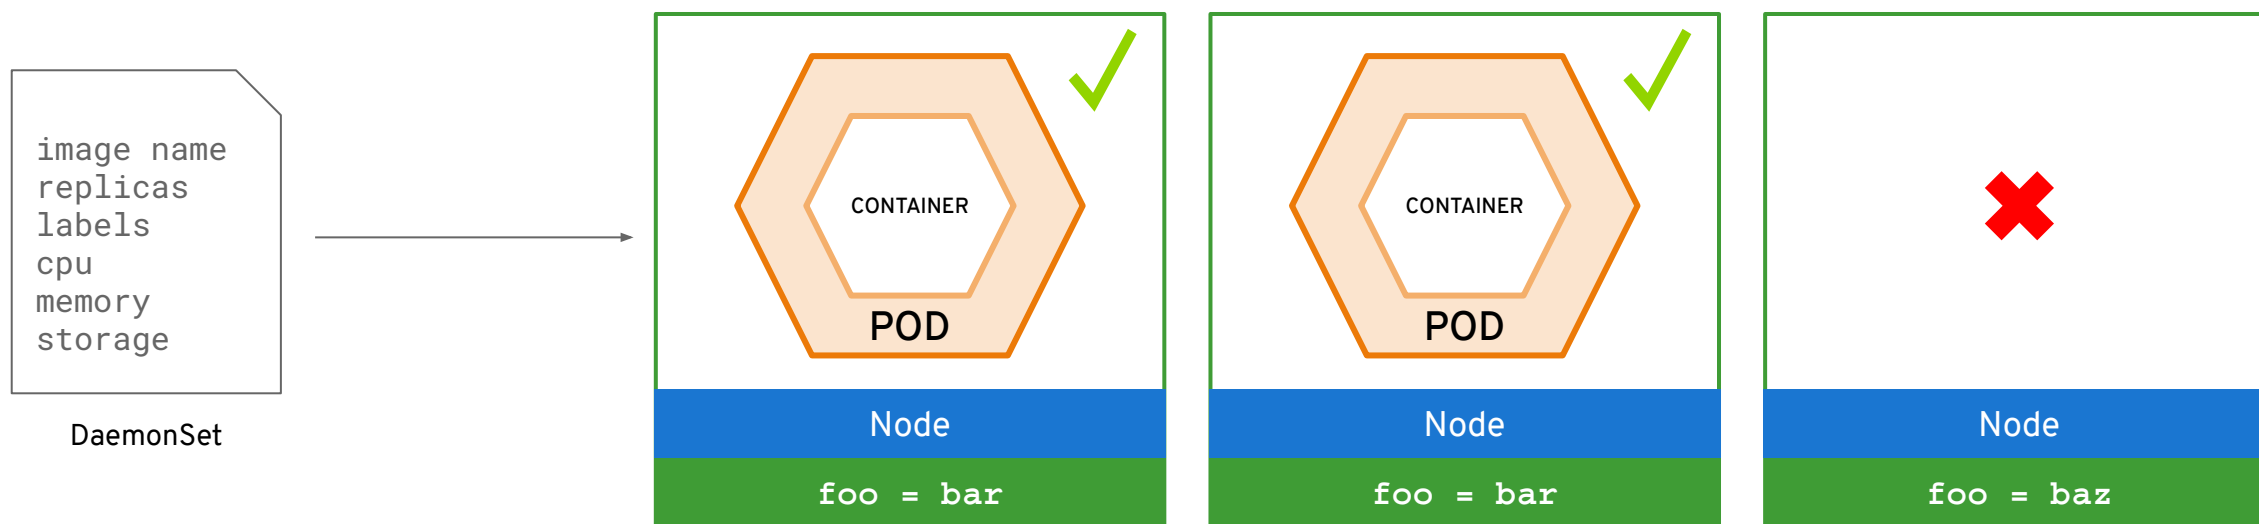 image name
replicas
labels
cpu
memory
storage
DaemonSet
CONTAINER
POD
Node
foo = bar
CONTAINER
POD
Node
foo = bar
Node
foo = baz